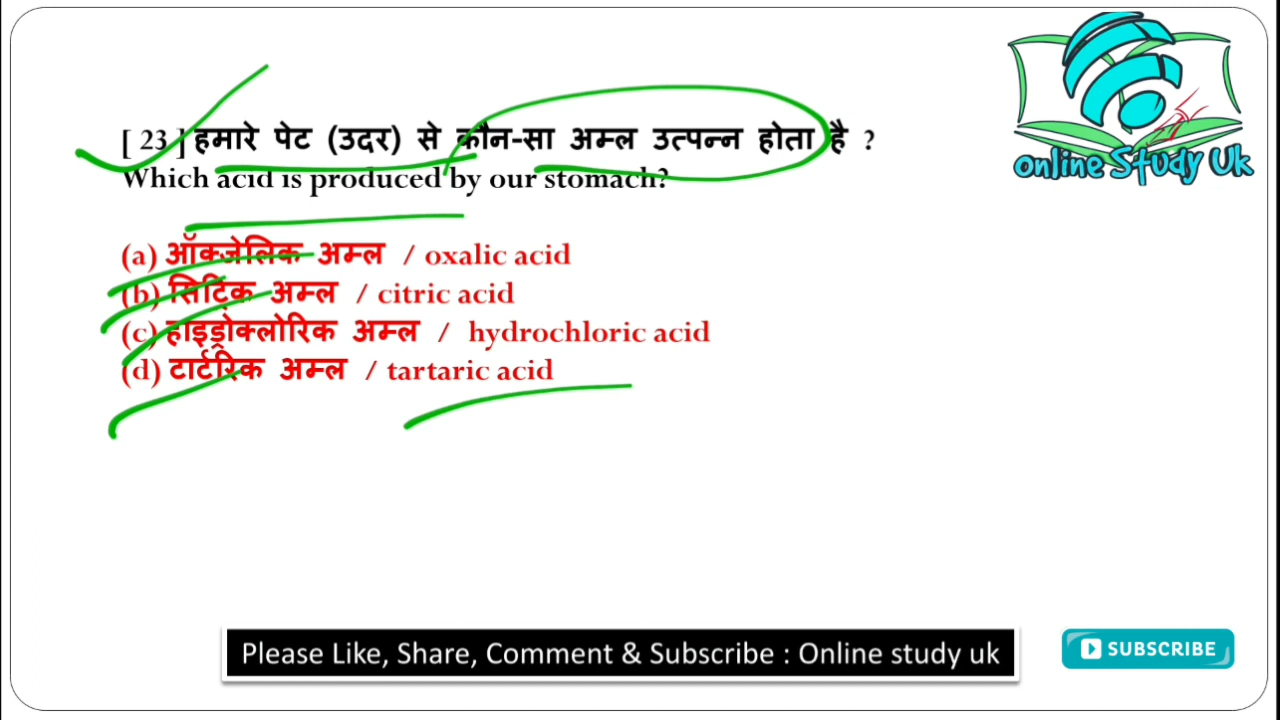 [ 23 ] हमारे पेट (उदर) से कौन-सा अम्ल उत्पन्न होता है ?
Which acid is produced by our stomach?
(a) ऑक्जेलिक अम्ल / oxalic acid
(b) सिट्रिक अम्ल / citric acid
(c) हाइड्रोक्लोरिक अम्ल / hydrochloric acid
(d) टार्टरिक अम्ल / tartaric acid
online Study Uk
Please Like, Share, Comment & Subscribe : Online study uk
SUBSCRIBE